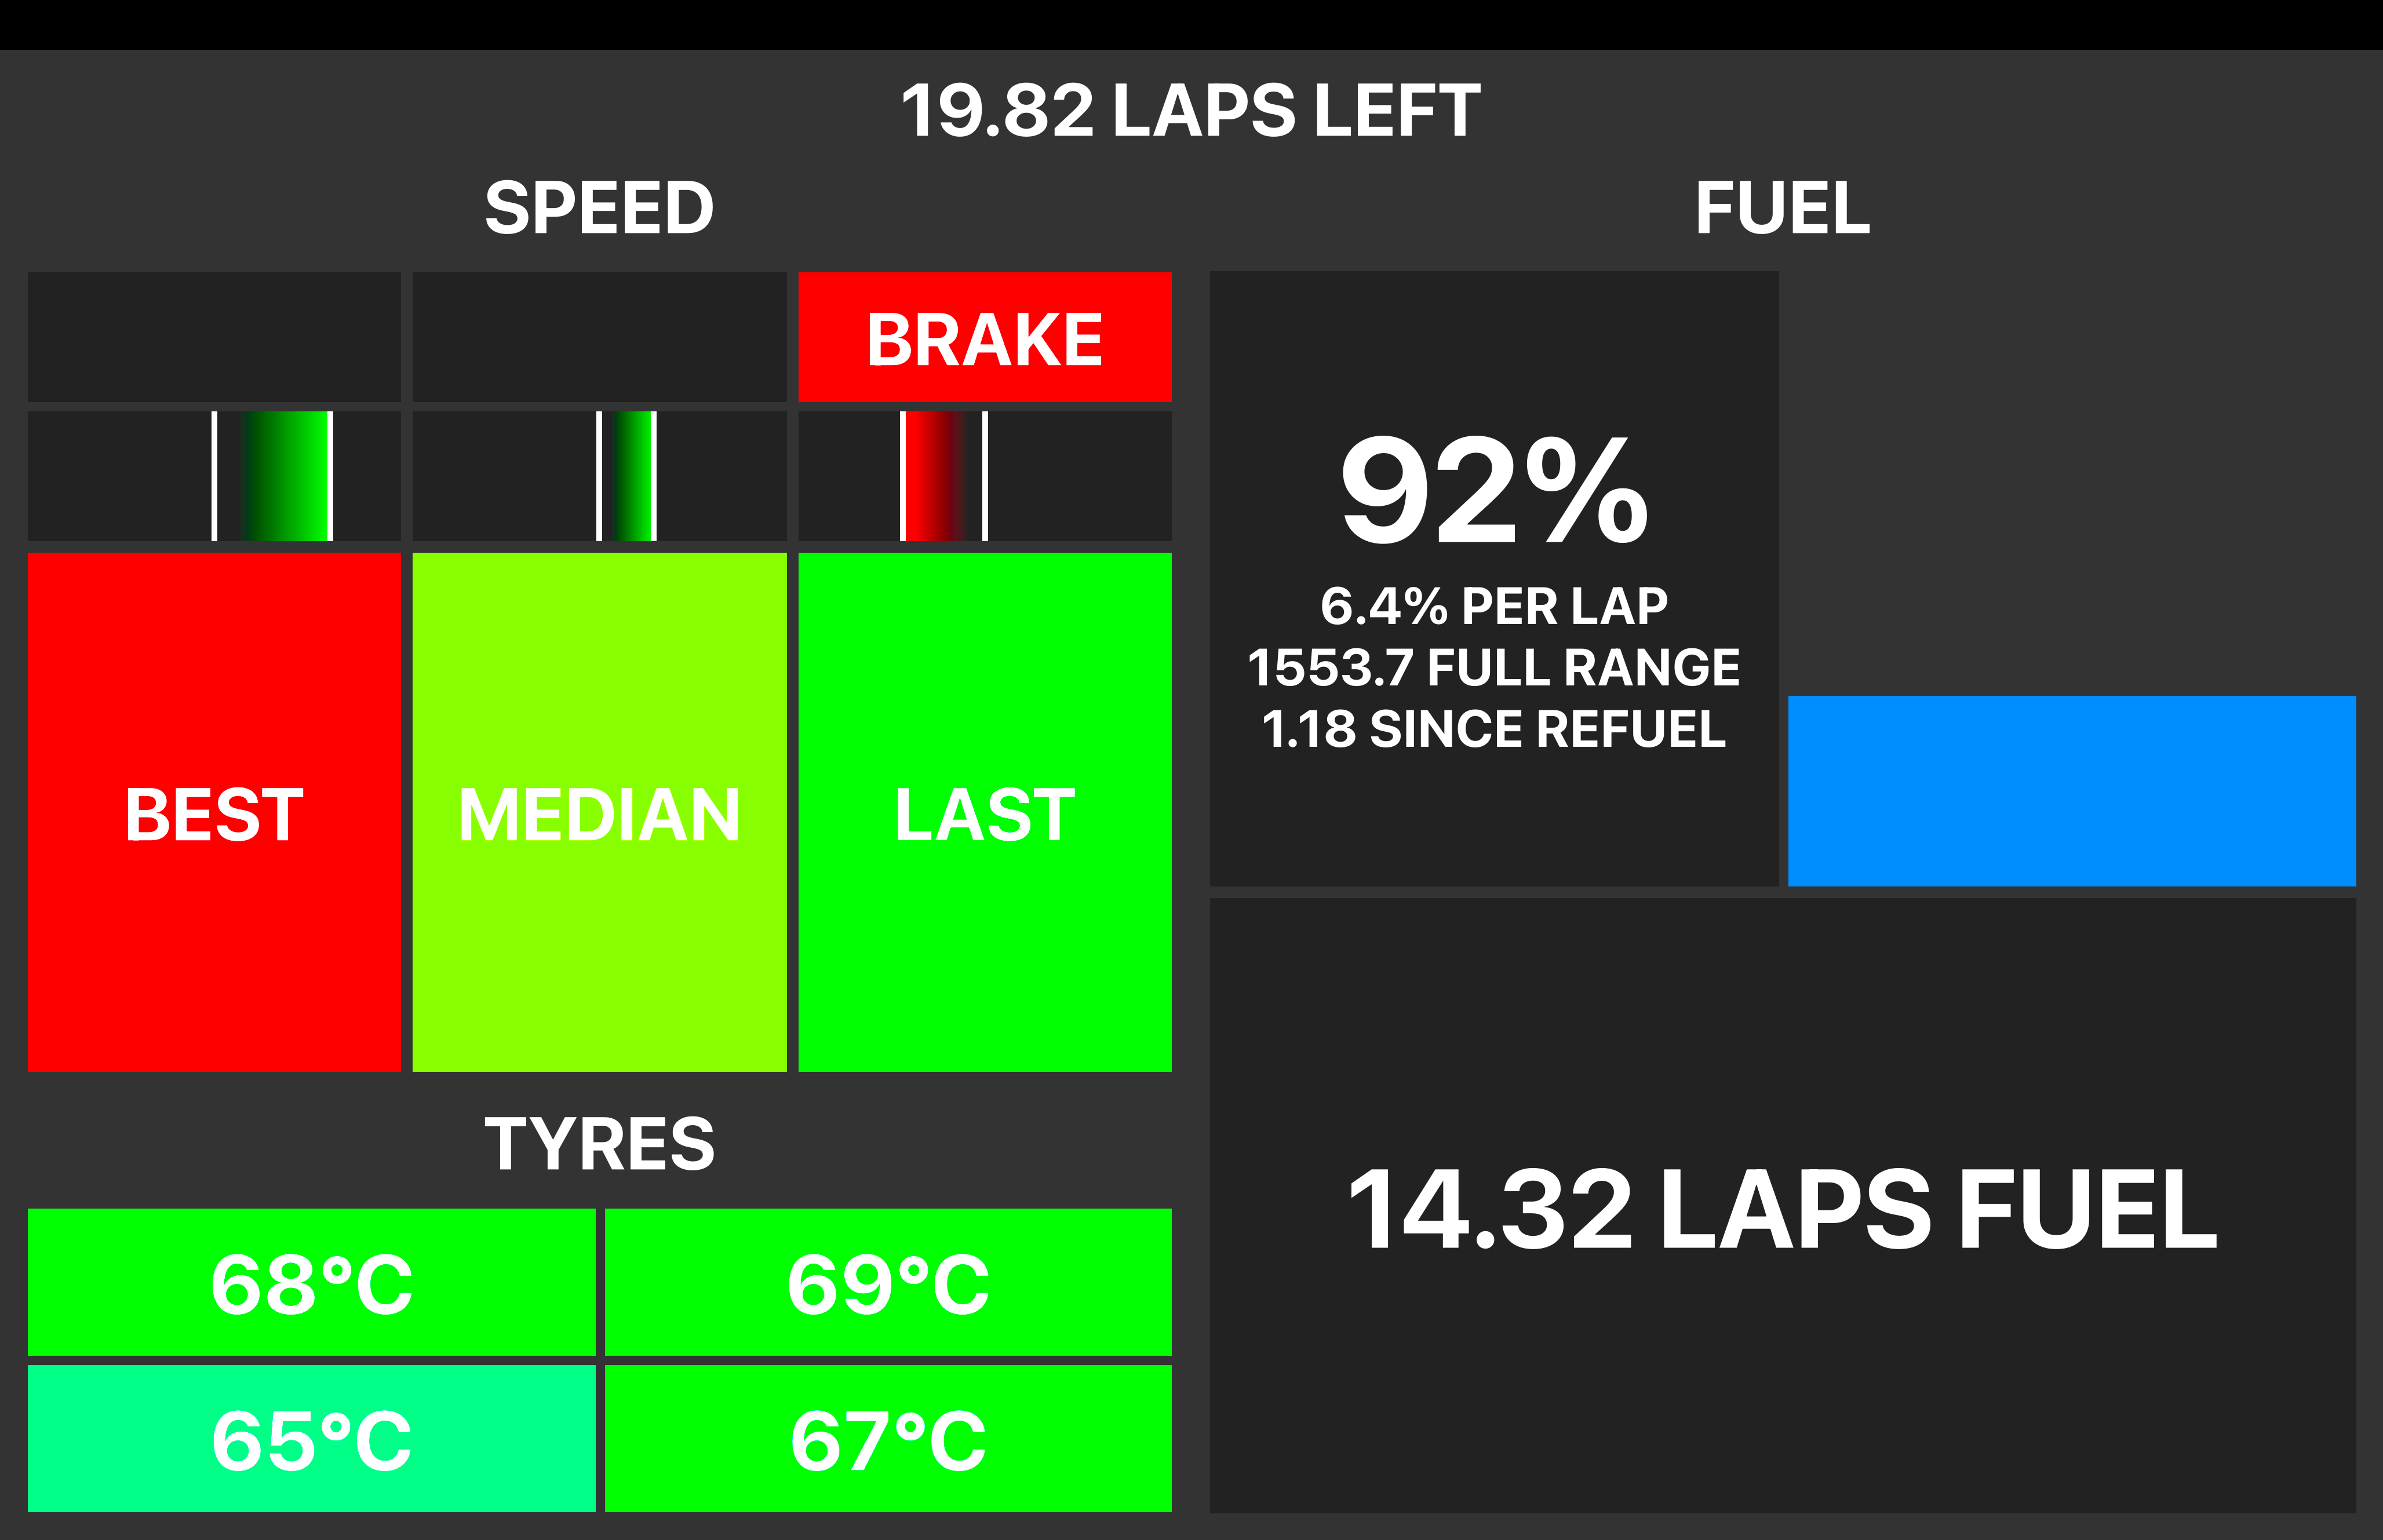 19.82 LAPS LEFT
SPEED
BRAKE
BEST
MEDIAN
LAST
TYRES
68°C
69°C
65°C
67°C
FUEL
92%
6.4% PER LAP
1553.7 FULL RANGE
1.18 SINCE REFUEL
14.32 LAPS FUEL